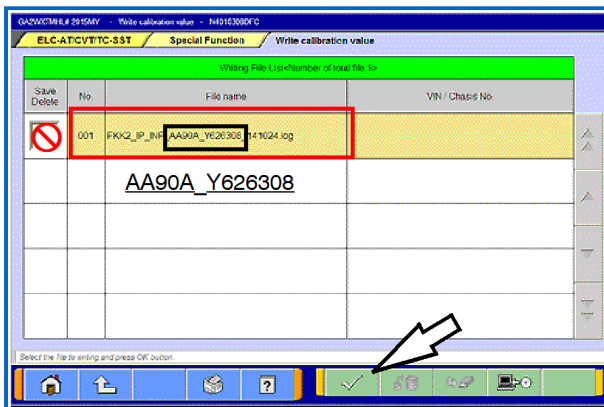 GA2WXTMHL# 2015MY - Write calibration value - N4010308DFC
ELC-AT/CVT/TC-SST Special Function Write calibration value
Writing File List<Number of total file:1>
Save Delete No. File name VIN / Chasis No
001 FKK2_IP_INF_AA90A_Y626308_141024.log
AA90A_Y626308
Select the file to writing and press OK button.
?